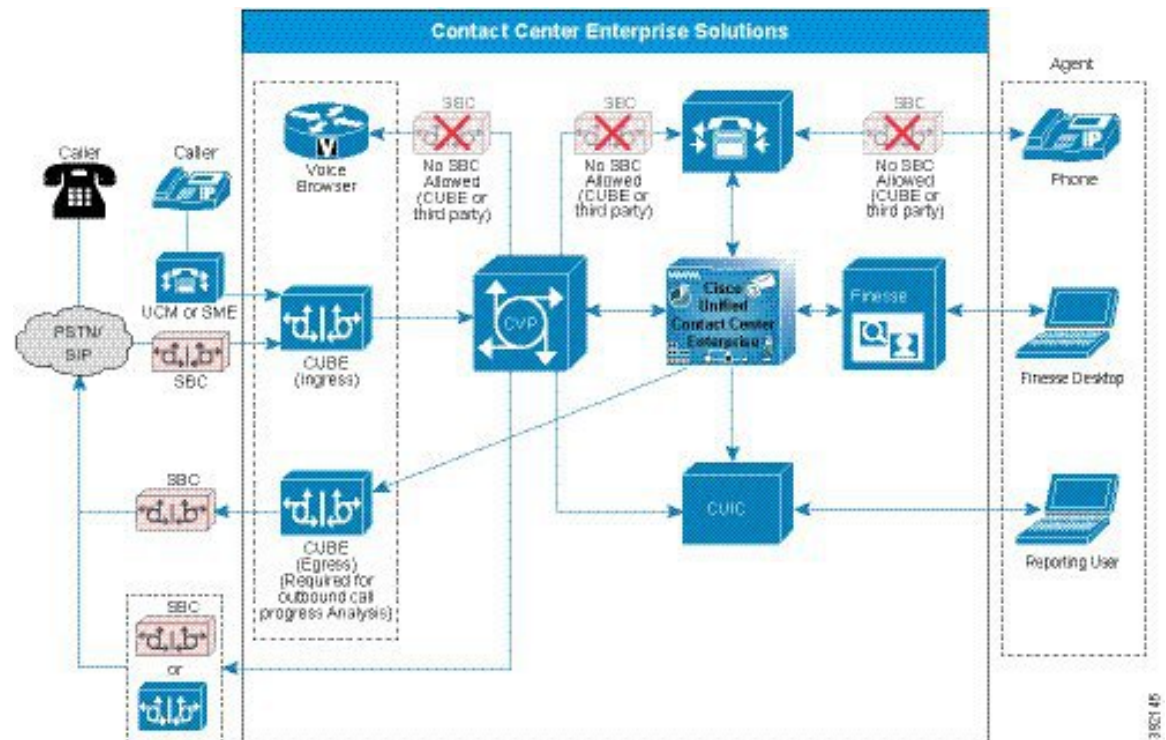 Contact Center Enterprise Solutions
Agent
Caller
Caller
IP
UCM or SME
PSTN/
SIP
SBC
V
Voice
Browser
SBC
No SBC
Allowed
(CUBE or
third party)
SBC
No SBC
Allowed
(CUBE or
third party)
SBC
No SBC
Allowed
(CUBE or
third party)
IP
Phone
CUBE
(Ingress)
CVP
Cisco
Unified
Contact Center
Enterprise
Finesse
Finesse Desktop
SBC
CUBE
(Egress)
(Required for
outbound call
progress Analysis)
CUIC
Reporting User
SBC
or
392145